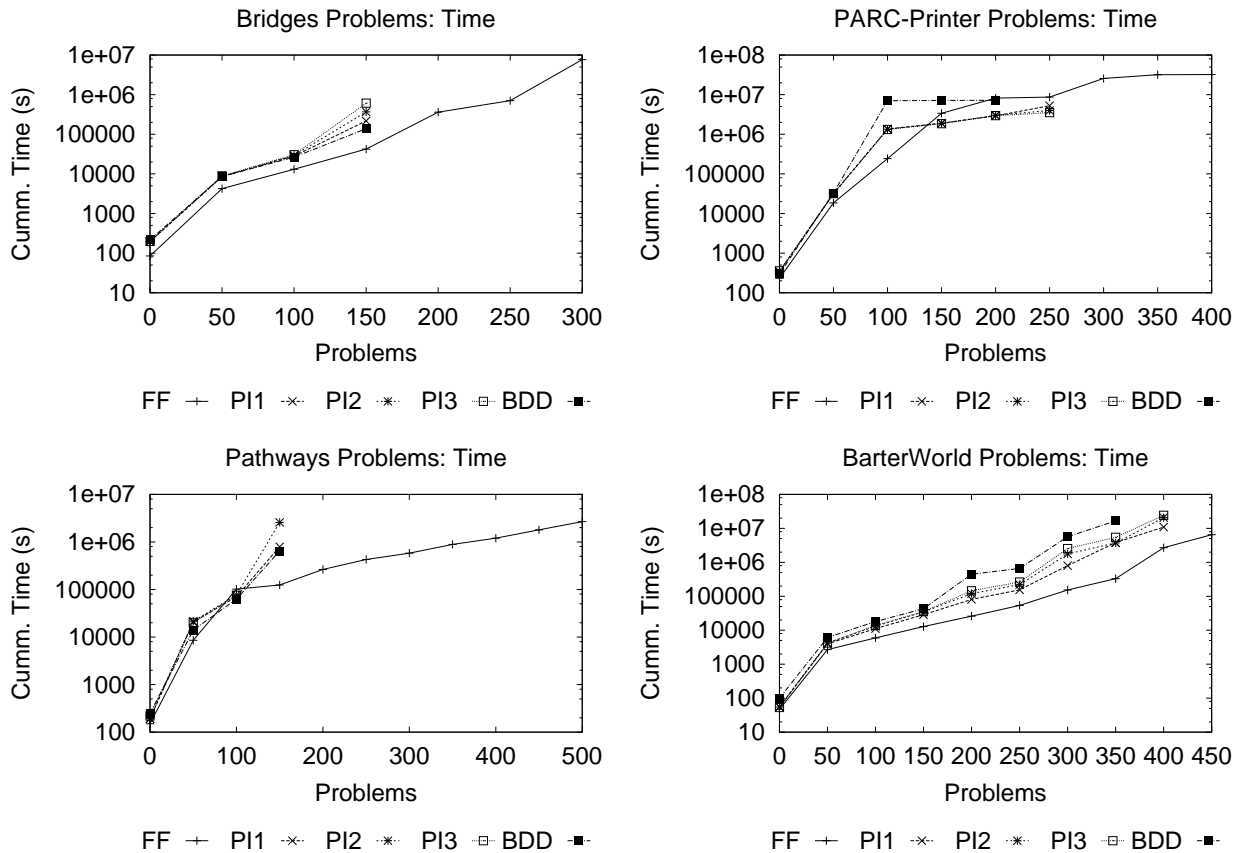 Bridges Problems: Time
Cumm. Time (s)
1e+07
1e+06
100000
10000
1000
100
10
0 50 100 150 200 250 300
Problems
FF PI1 PI2 PI3 BDD
PARC-Printer Problems: Time
Cumm. Time (s)
1e+08
1e+07
1e+06
100000
10000
1000
100
0 50 100 150 200 250 300 350 400
Problems
FF PI1 PI2 PI3 BDD
Pathways Problems: Time
Cumm. Time (s)
1e+07
1e+06
100000
10000
1000
100
0 100 200 300 400 500
Problems
FF PI1 PI2 PI3 BDD
BarterWorld Problems: Time
Cumm. Time (s)
1e+08
1e+07
1e+06
100000
10000
1000
100
10
0 50 100 150 200 250 300 350 400 450
Problems
FF PI1 PI2 PI3 BDD